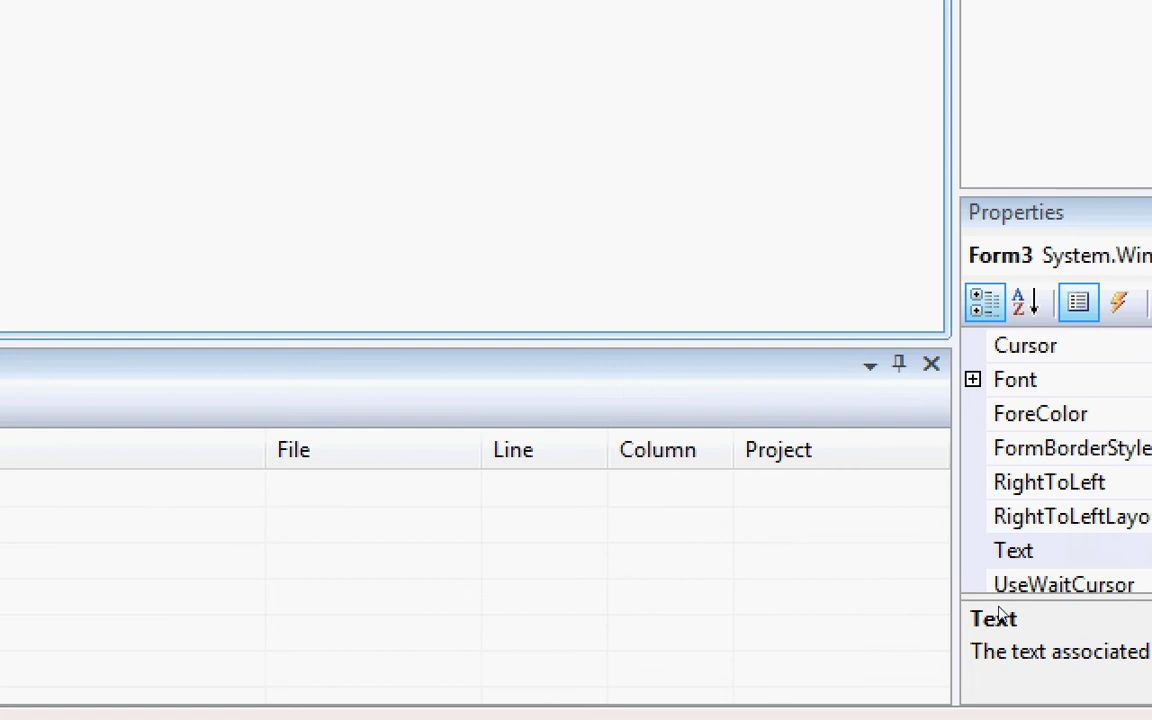 Properties
Form3 System.Win
Cursor
Font
ForeColor
FormBorderStyle
RightToLeft
RightToLeftLayo
Text
UseWaitCursor
Text
The text associated
File Line Column Project